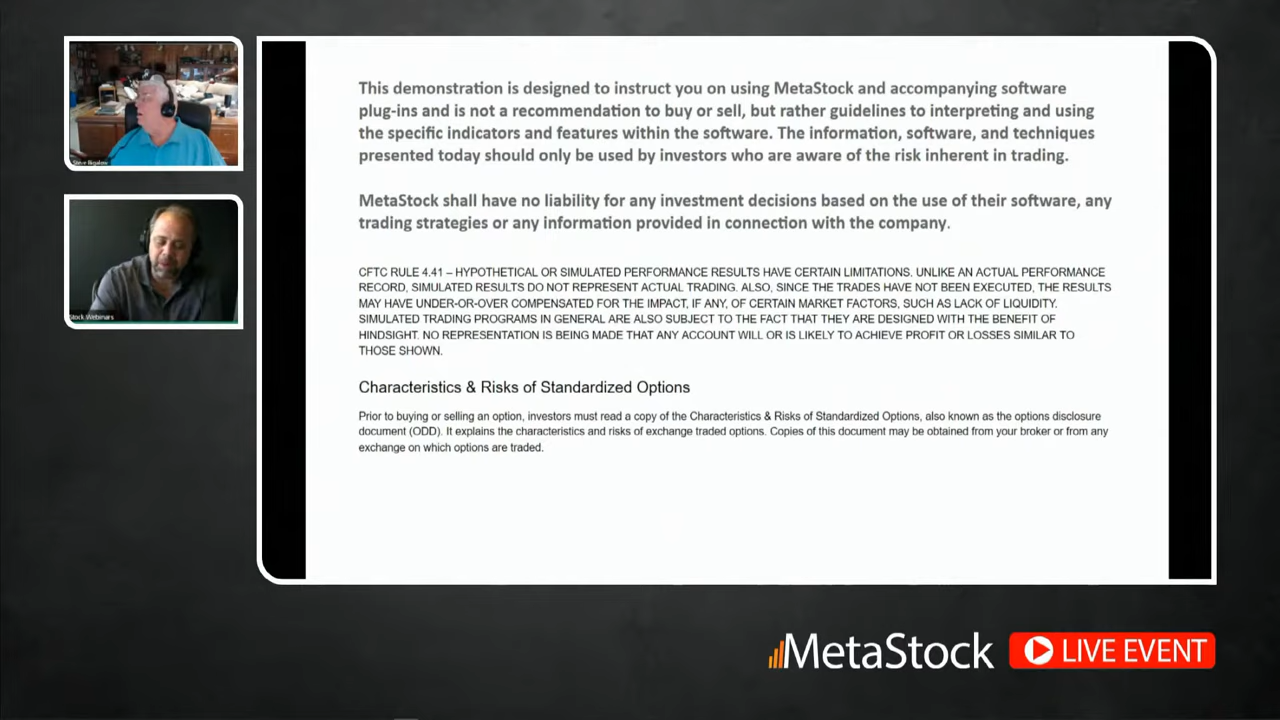 Steve Bigalow
Stock Webinars
This demonstration is designed to instruct you on using MetaStock and accompanying software
plug-ins and is not a recommendation to buy or sell, but rather guidelines to interpreting and using
the specific indicators and features within the software. The information, software, and techniques
presented today should only be used by investors who are aware of the risk inherent in trading.
MetaStock shall have no liability for any investment decisions based on the use of their software, any
trading strategies or any information provided in connection with the company.
CFTC RULE 4.41 – HYPOTHETICAL OR SIMULATED PERFORMANCE RESULTS HAVE CERTAIN LIMITATIONS. UNLIKE AN ACTUAL PERFORMANCE
RECORD, SIMULATED RESULTS DO NOT REPRESENT ACTUAL TRADING. ALSO, SINCE THE TRADES HAVE NOT BEEN EXECUTED, THE RESULTS
MAY HAVE UNDER-OR-OVER COMPENSATED FOR THE IMPACT, IF ANY, OF CERTAIN MARKET FACTORS, SUCH AS LACK OF LIQUIDITY.
SIMULATED TRADING PROGRAMS IN GENERAL ARE ALSO SUBJECT TO THE FACT THAT THEY ARE DESIGNED WITH THE BENEFIT OF
HINDSIGHT. NO REPRESENTATION IS BEING MADE THAT ANY ACCOUNT WILL OR IS LIKELY TO ACHIEVE PROFIT OR LOSSES SIMILAR TO
THOSE SHOWN.
Characteristics & Risks of Standardized Options
Prior to buying or selling an option, investors must read a copy of the Characteristics & Risks of Standardized Options, also known as the options disclosure
document (ODD). It explains the characteristics and risks of exchange traded options. Copies of this document may be obtained from your broker or from any
exchange on which options are traded.
MetaStock LIVE EVENT